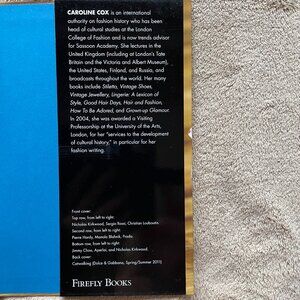 CAROLINE COX is an international
authority on fashion history who has been
head of cultural studies at the London
College of Fashion and is now trends advisor
for Sassoon Academy. She lectures in the
United Kingdom (including at London's Tate
Britain and the Victoria and Albert Museum),
the United States, Finland, and Russia, and
broadcasts throughout the world. Her many
books include Stiletto, Vintage Shoes,
Vintage Jewellery, Lingerie: A Lexicon of
Style, Good Hair Days, Hair and Fashion,
How To Be Adored, and Grown-up Glamour.
In 2004, she was awarded a Visiting
Professorship at the University of the Arts,
London, for her "services to the development
of cultural history," in particular for her
fashion writing.
Front cover:
Top row, from left to right:
Nicholas Kirkwood, Sergio Rossi, Christian Louboutin.
Second row, from left to right:
Pierre Hardy, Manolo Blahnik, Prada.
Bottom row, from left to right:
Jimmy Choo, Aperlai, and Nicholas Kirkwood.
Back cover:
Catwalking (Dolce & Gabbana, Spring/Summer 2011)
FIREFLY BOOKS